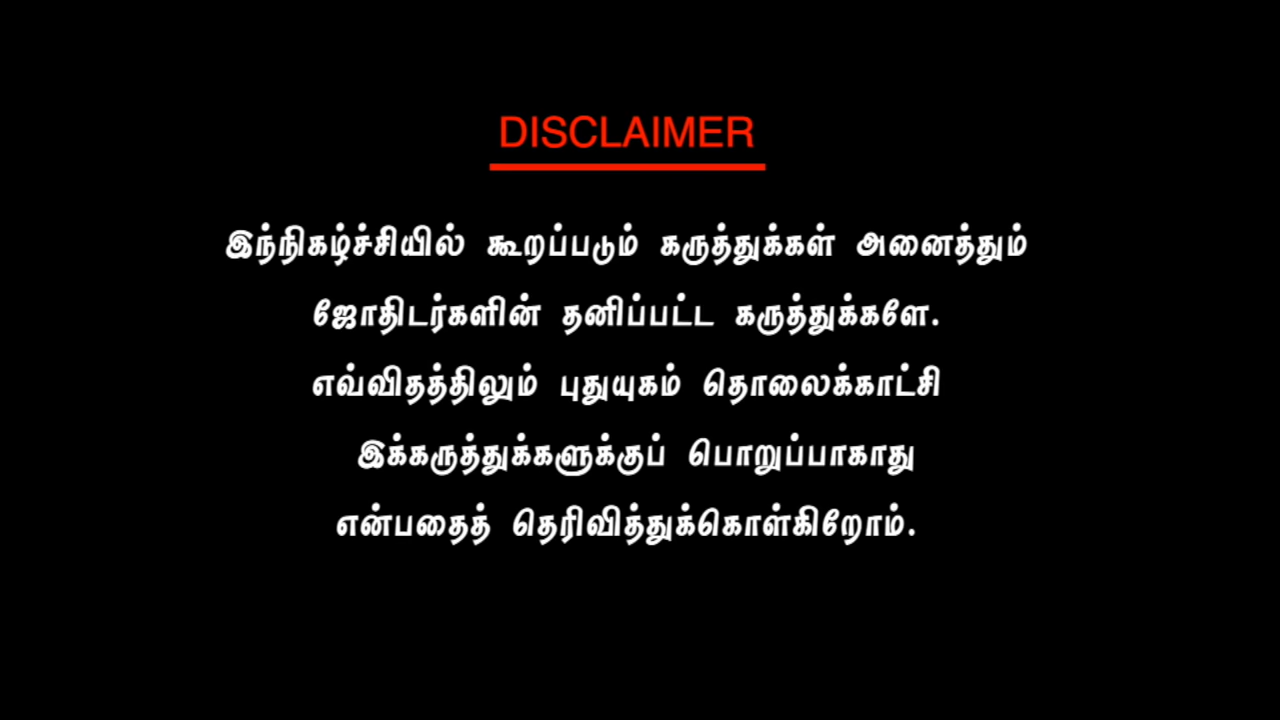 DISCLAIMER
இந்நிகழ்ச்சியில் கூறப்படும் கருத்துக்கள் அனைத்தும்
ஜோதிடர்களின் தனிப்பட்ட கருத்துக்களே.
எவ்விதத்திலும் புதுயுகம் தொலைக்காட்சி
இக்கருத்துக்களுக்குப் பொறுப்பாகாது
என்பதைத் தெரிவித்துக்கொள்கிறோம்.